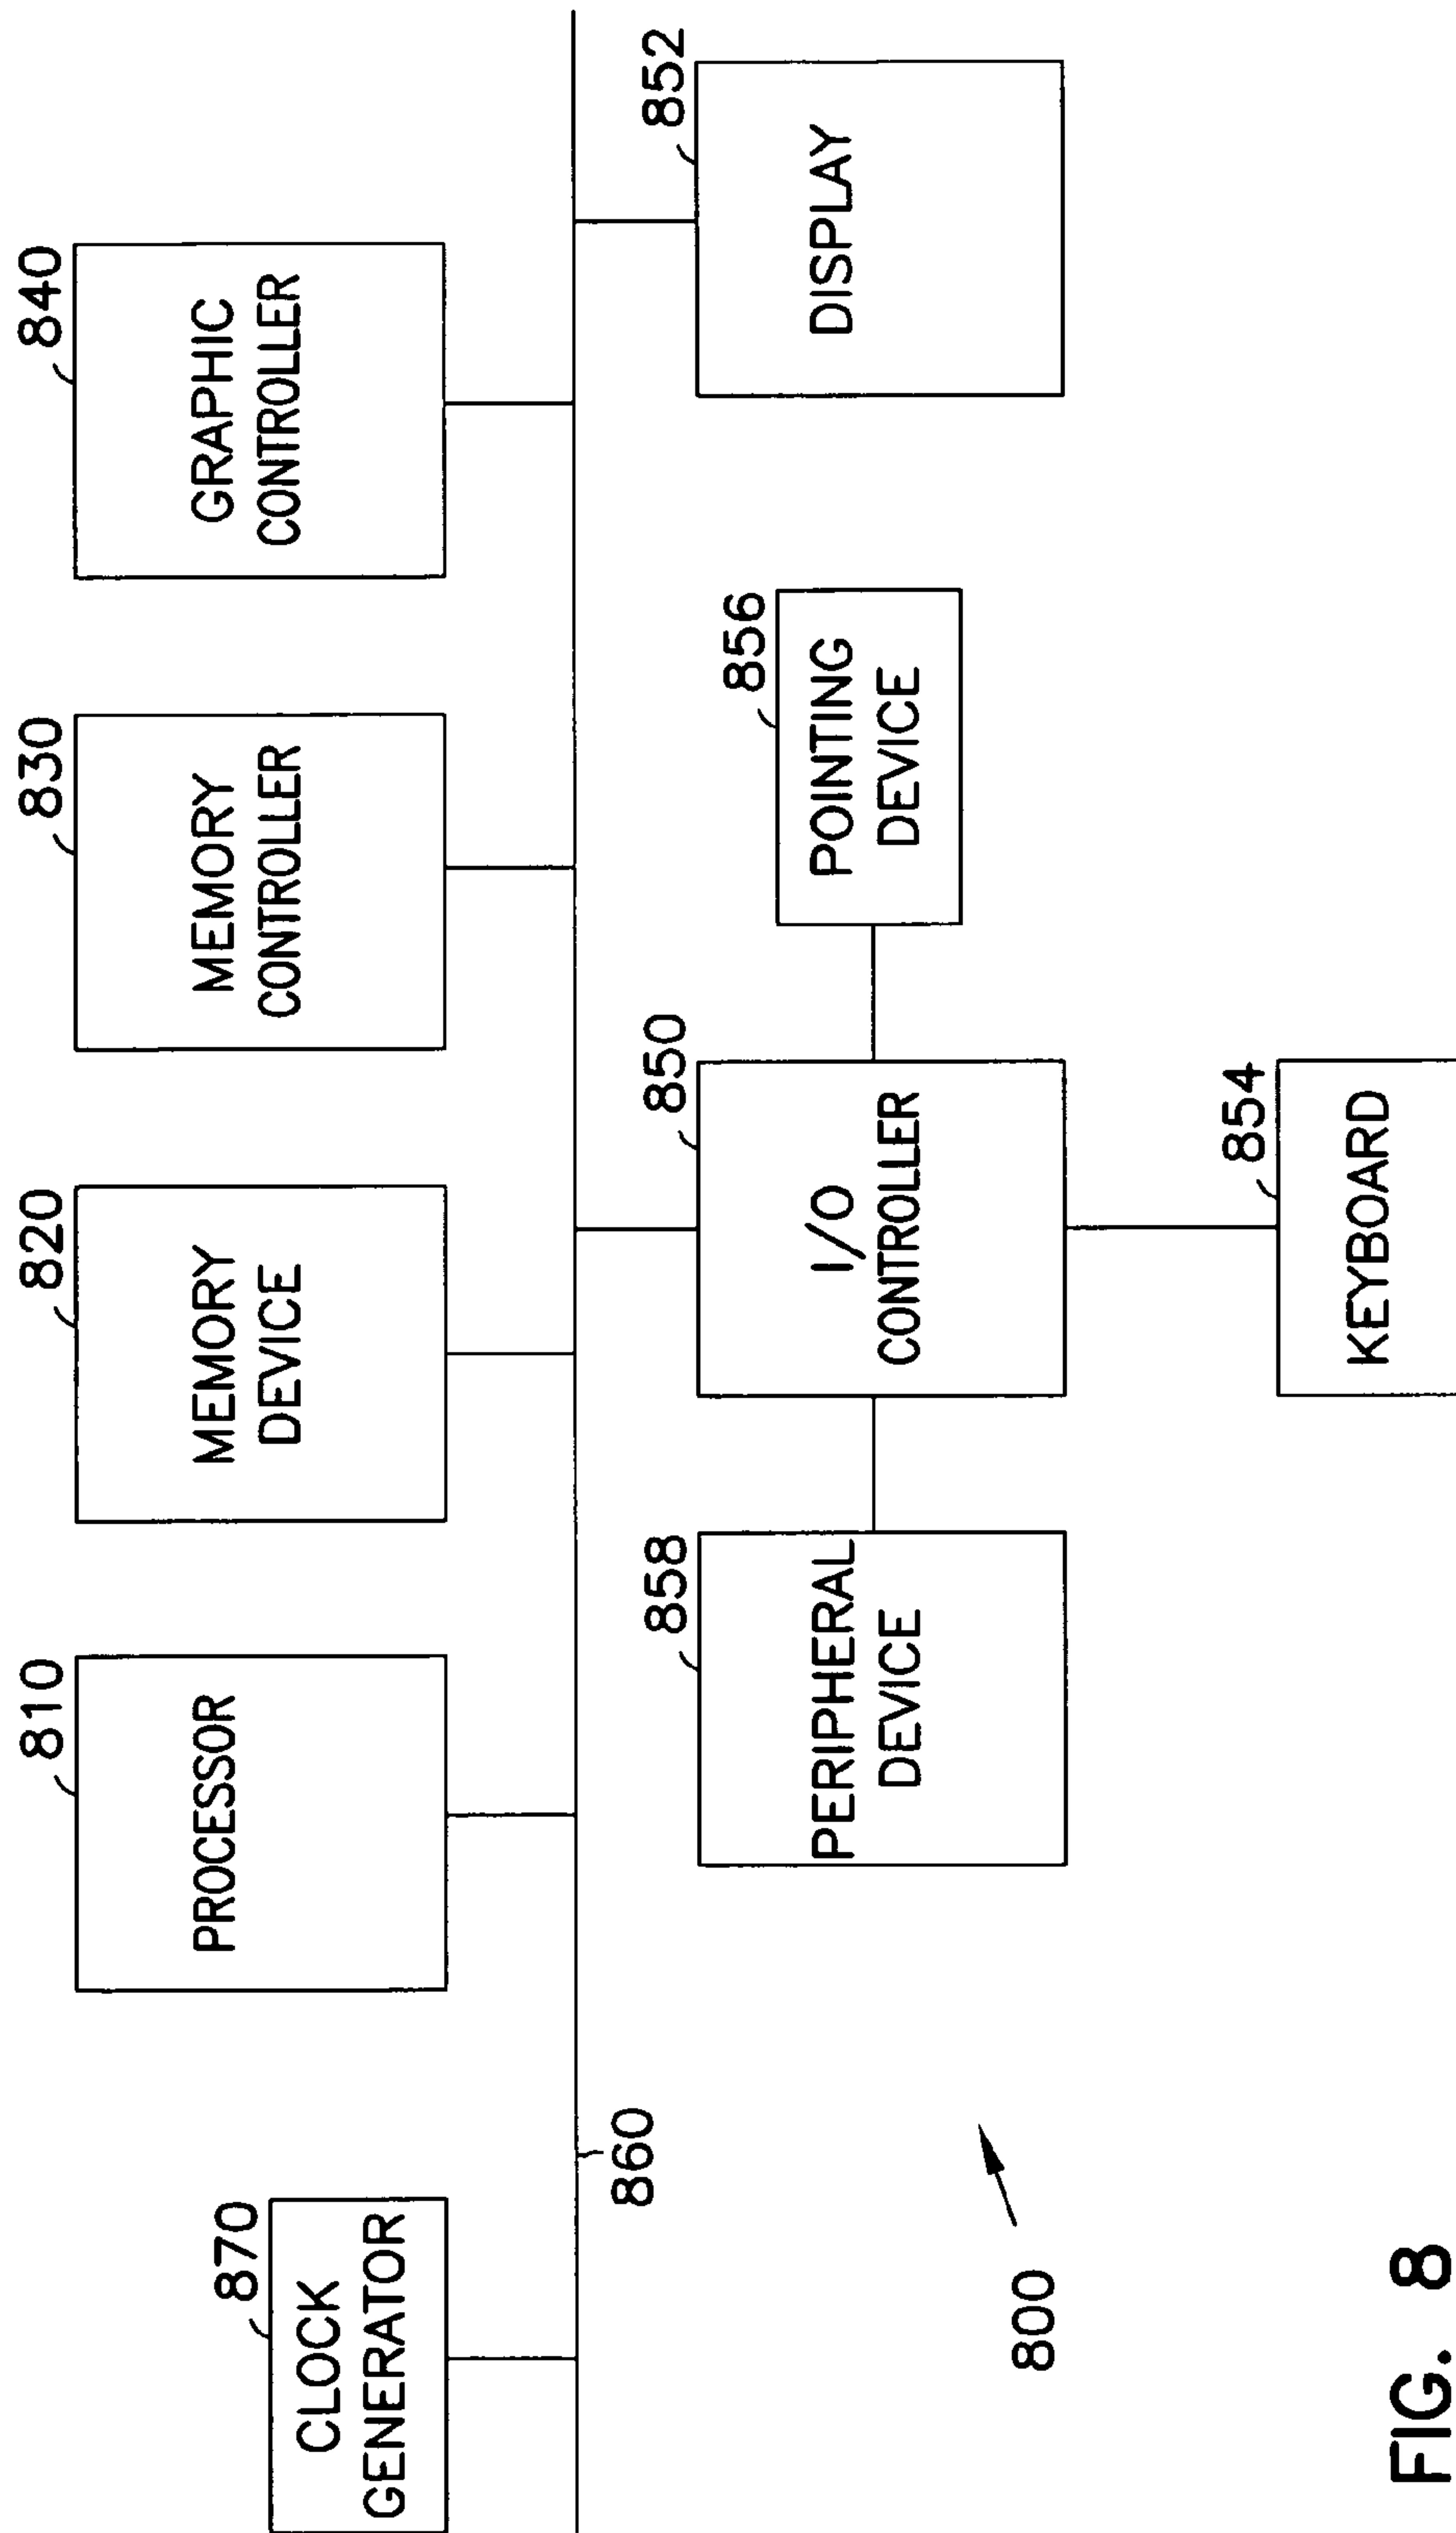 870
CLOCK
GENERATOR
810
PROCESSOR
820
MEMORY
DEVICE
830
MEMORY
CONTROLLER
840
GRAPHIC
CONTROLLER
860
858
PERIPHERAL
DEVICE
850
I/O
CONTROLLER
856
POINTING
DEVICE
852
DISPLAY
800
854
KEYBOARD
FIG. 8